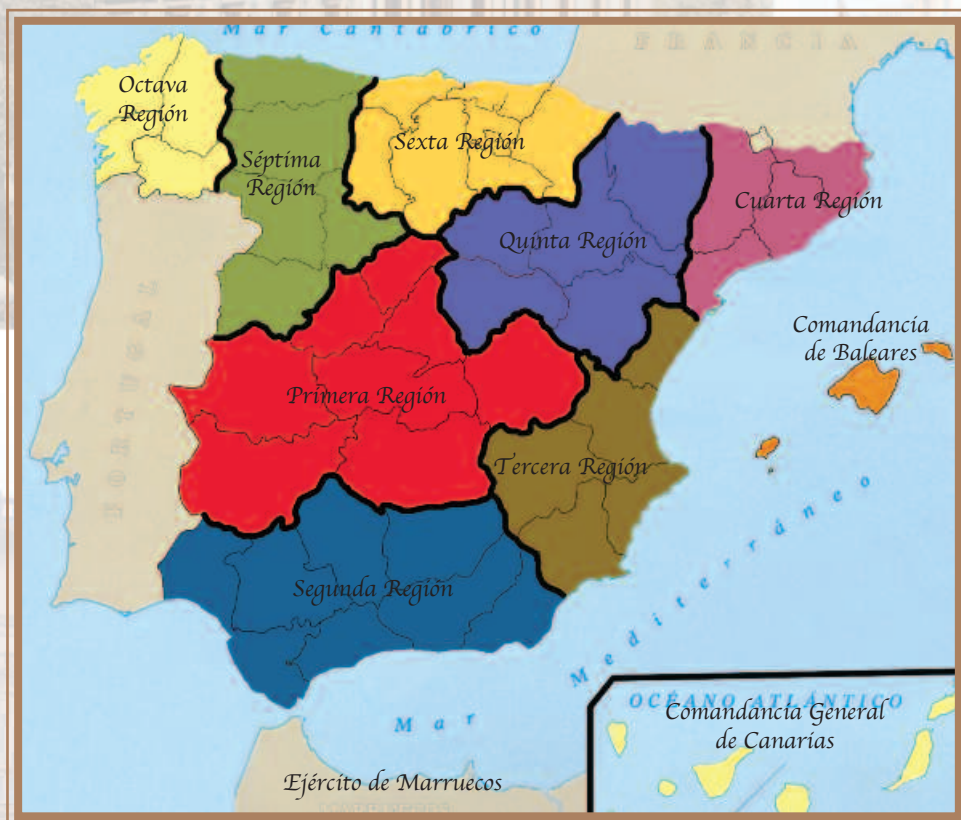 Mar Cantábrico
FRANCIA
Octava
Región
Séptima
Región
Sexta Región
Cuarta Región
Quinta Región
PORTUGAL
Comandancia
de Baleares
Primera Región
Tercera Región
Segunda Región
Mar Mediterráneo
OCÉANO ATLÁNTICO
Comandancia General
de Canarias
Ejército de Marruecos